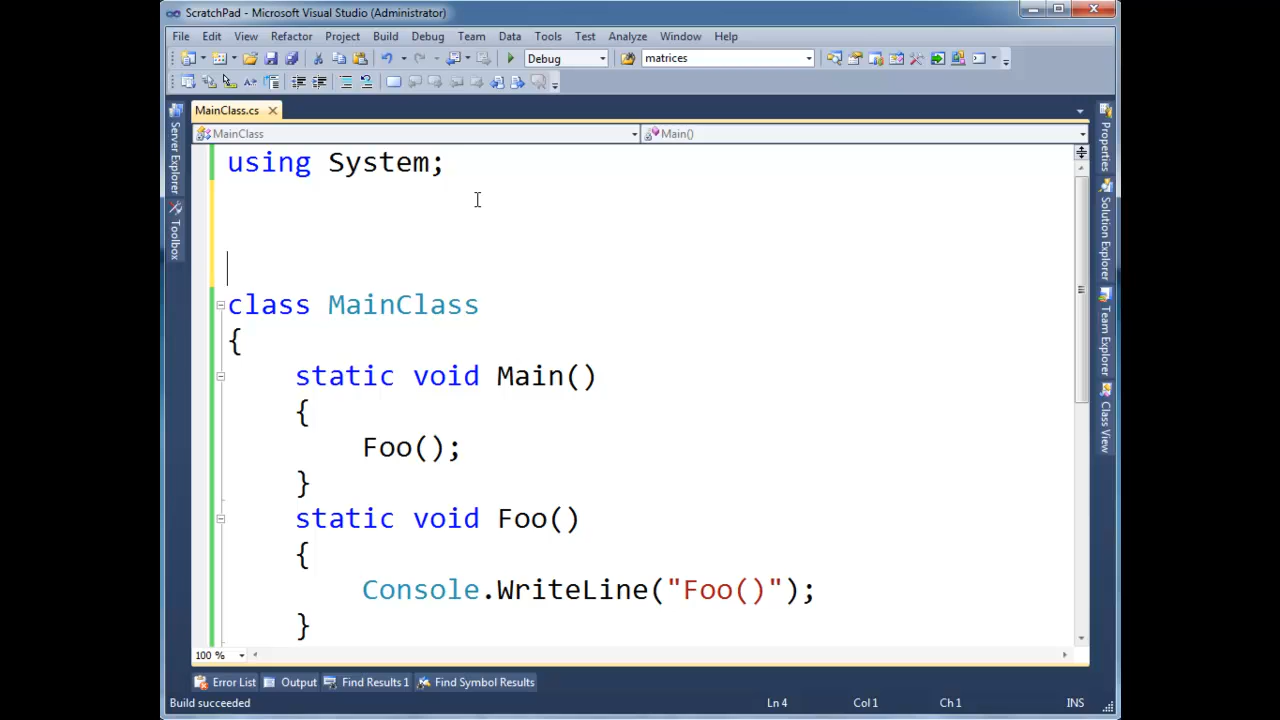 ScratchPad - Microsoft Visual Studio (Administrator)
File Edit View Refactor Project Build Debug Team Data Tools Test Analyze Window Help
Debug matrices
MainClass.cs
MainClass Main()
Server Explorer
Toolbox
using System;
class MainClass
{
static void Main()
{
Foo();
}
static void Foo()
{
Console.WriteLine("Foo()");
}
Properties
Solution Explorer
Team Explorer
Class View
100 %
Error List Output Find Results 1 Find Symbol Results
Build succeeded Ln 4 Col 1 Ch 1 INS